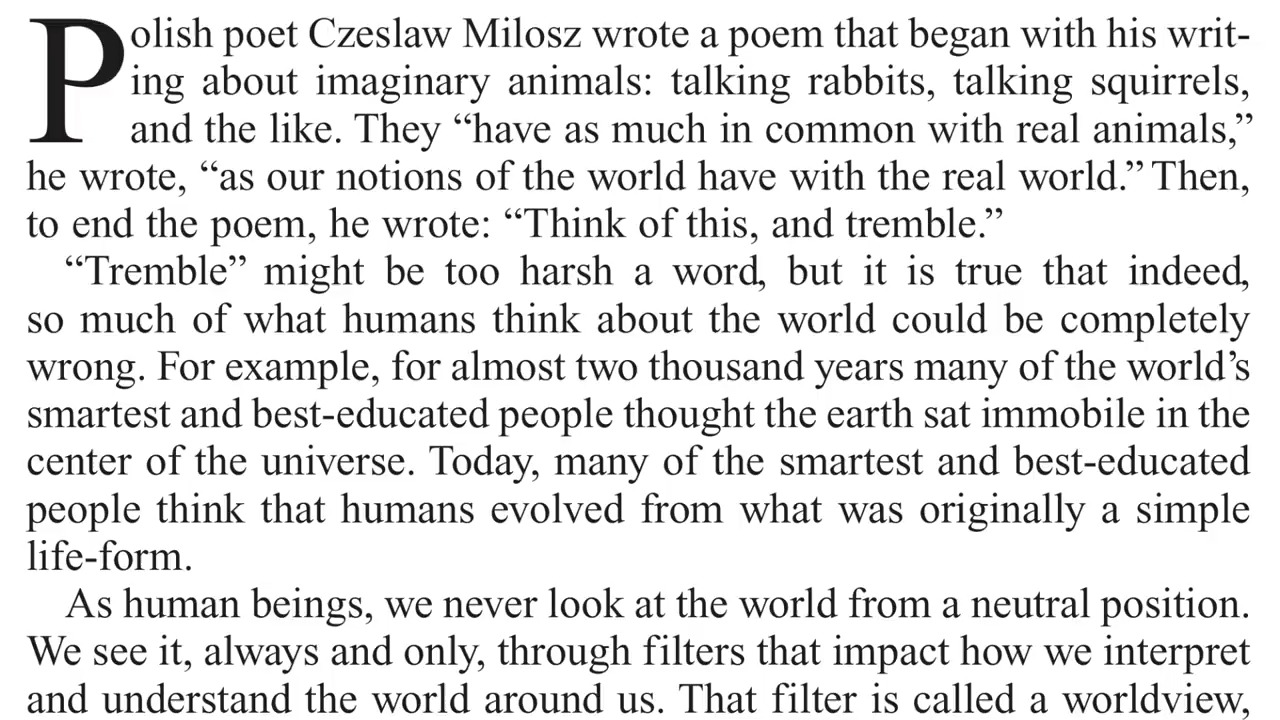 Polish poet Czeslaw Milosz wrote a poem that began with his writ-
ing about imaginary animals: talking rabbits, talking squirrels,
and the like. They “have as much in common with real animals,”
he wrote, “as our notions of the world have with the real world.” Then,
to end the poem, he wrote: “Think of this, and tremble.”
“Tremble” might be too harsh a word, but it is true that indeed,
so much of what humans think about the world could be completely
wrong. For example, for almost two thousand years many of the world’s
smartest and best-educated people thought the earth sat immobile in the
center of the universe. Today, many of the smartest and best-educated
people think that humans evolved from what was originally a simple
life-form.
As human beings, we never look at the world from a neutral position.
We see it, always and only, through filters that impact how we interpret
and understand the world around us. That filter is called a worldview,